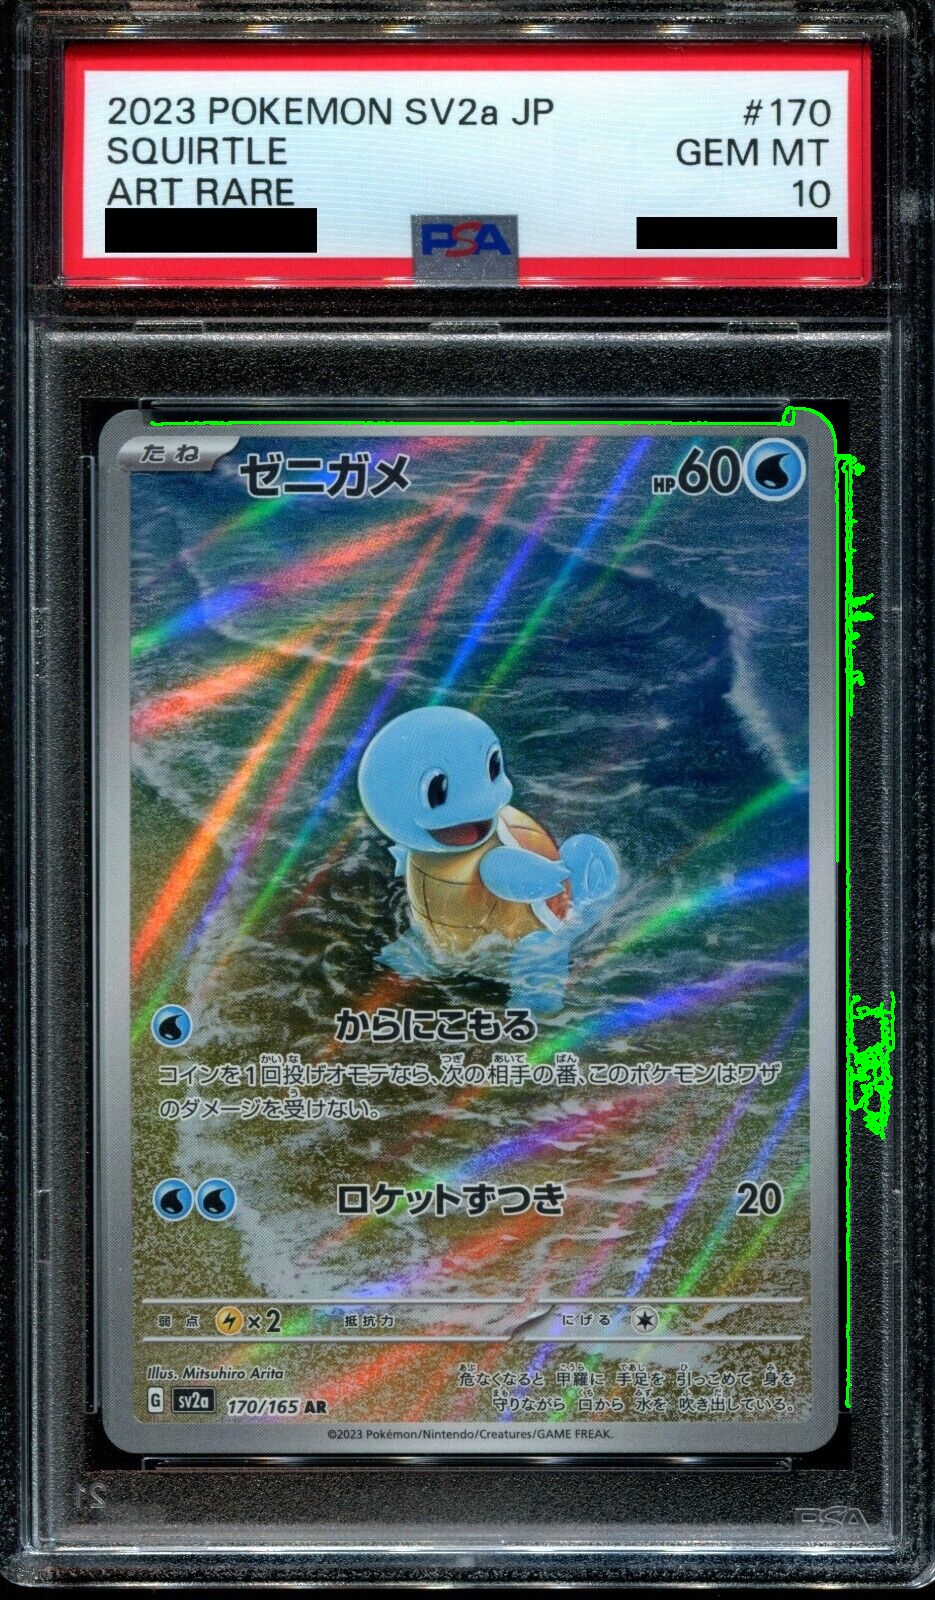 2023 POKEMON SV2a JP #170
SQUIRTLE GEM MT
ART RARE 10
PSA
たね ゼニガメ HP60
からにこもる
コインを1回投げオモテなら、次の相手の番、このポケモンはワザ
のダメージを受けない。
ロケットずつき 20
弱点 ×2 抵抗力 にげる
Illus. Mitsuhiro Arita
危なくなると 甲羅に 手足を 引っこめて 身を
守りながら 口から 水を 吹き出している。
G sv2a 170/165 AR
©2023 Pokémon/Nintendo/Creatures/GAME FREAK.
21
PSA